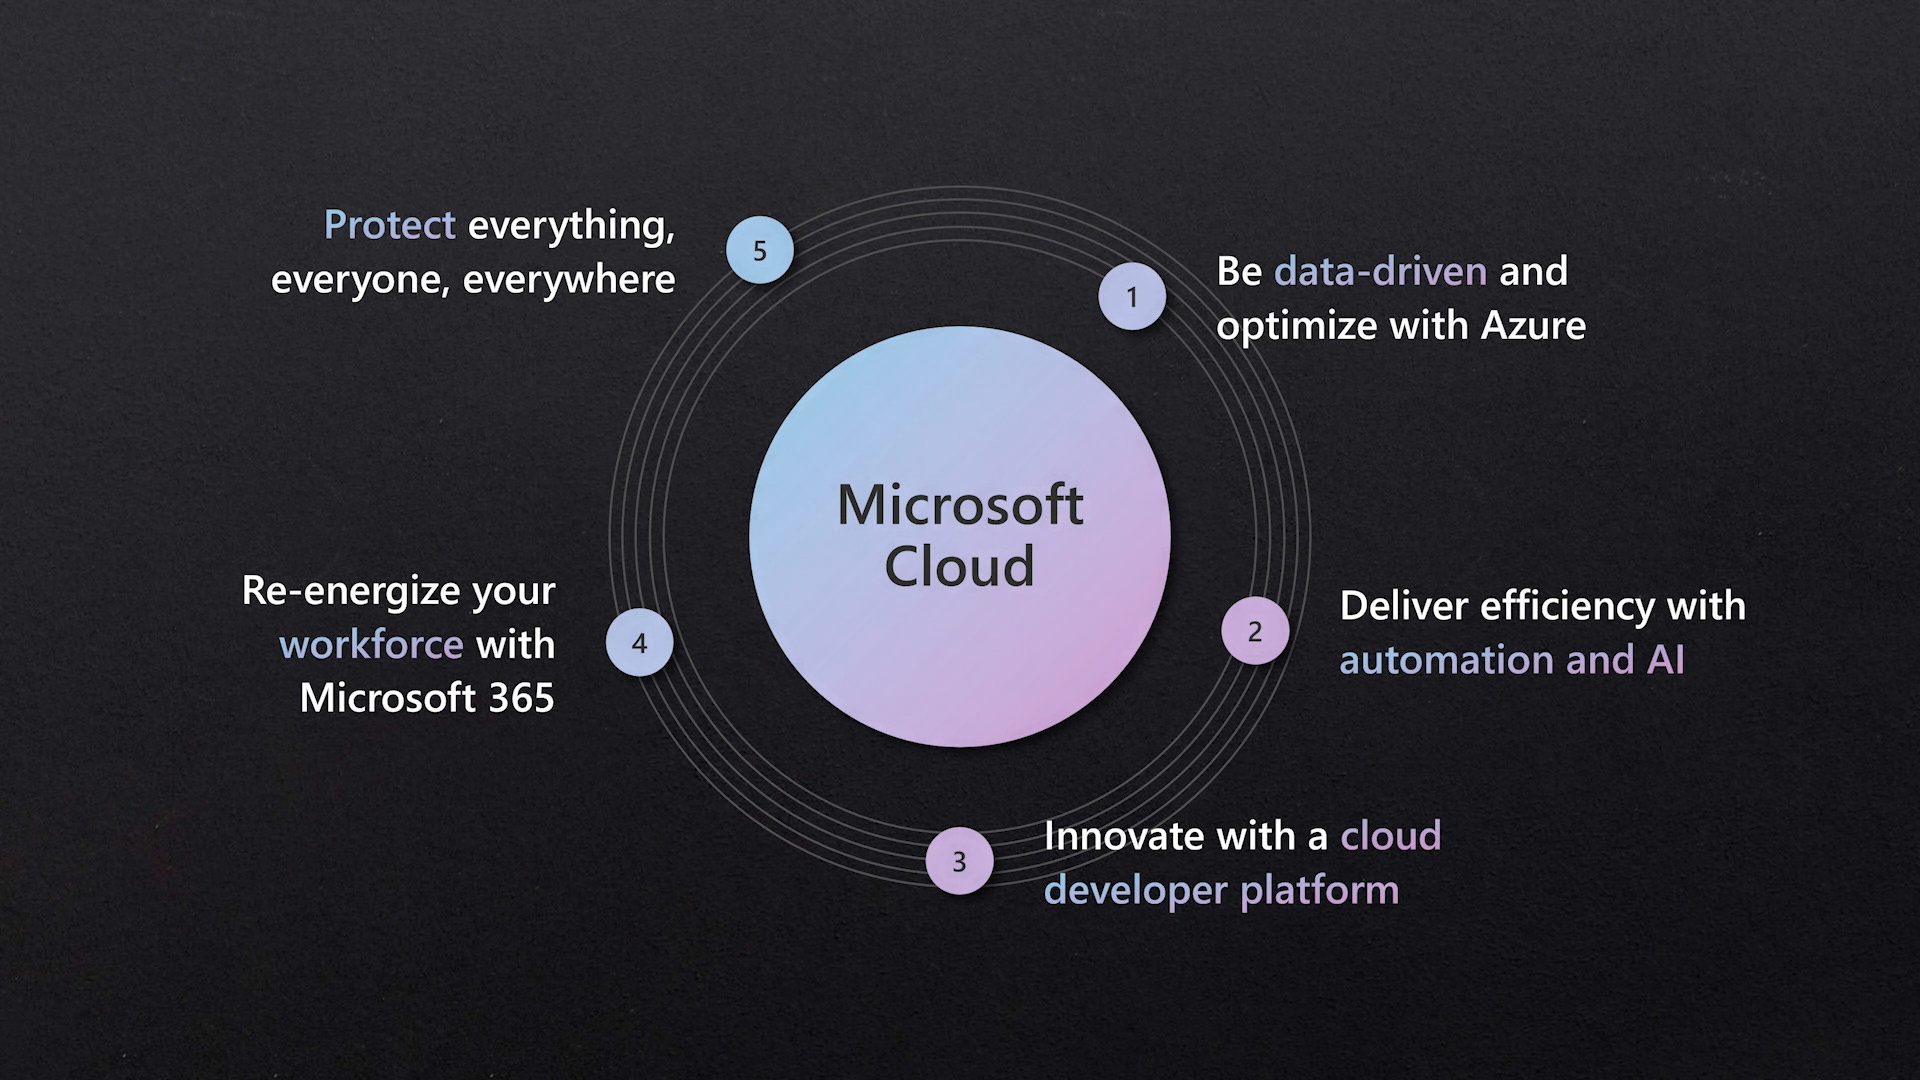 Microsoft
Cloud
1
Be data-driven and
optimize with Azure
2
Deliver efficiency with
automation and AI
3
Innovate with a cloud
developer platform
4
Re-energize your
workforce with
Microsoft 365
5
Protect everything,
everyone, everywhere